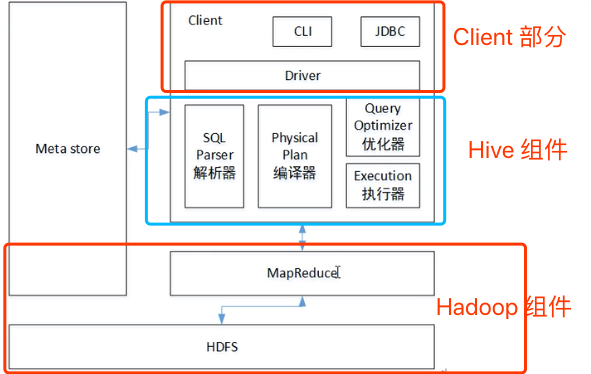 Client
CLI
JDBC
Client 部分
Driver
Meta store
SQL
Parser
解析器
Physical
Plan
编译器
Query
Optimizer
优化器
Execution
执行器
Hive 组件
MapReduce
Hadoop 组件
HDFS